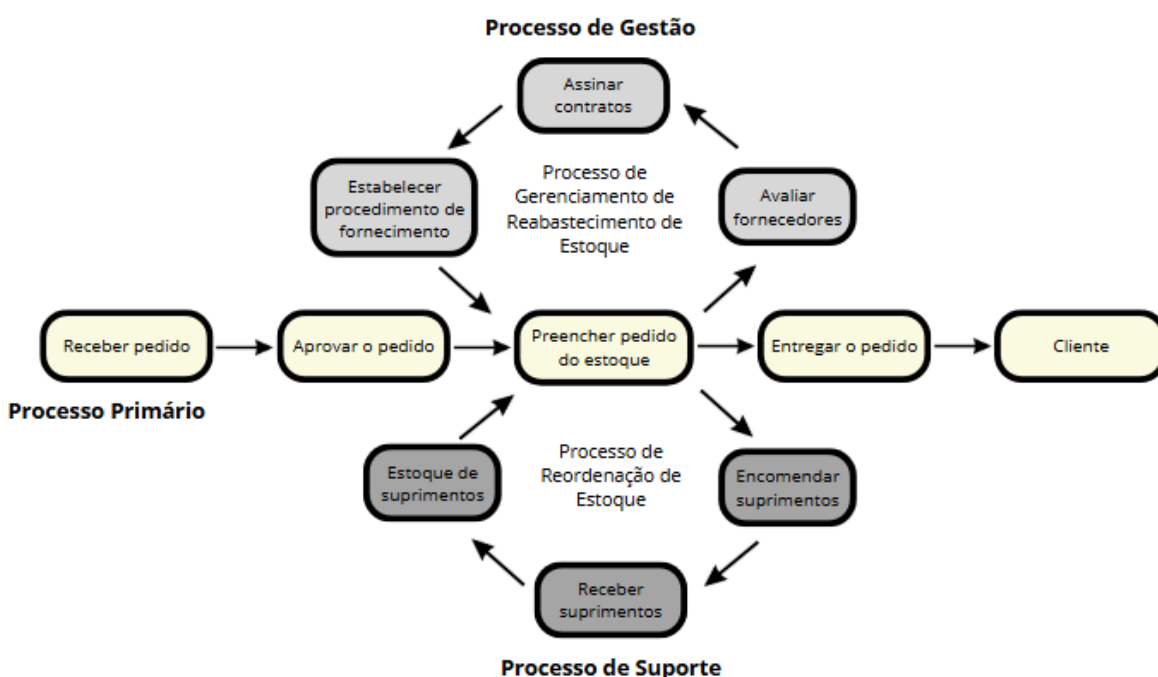 Processo de Gestão
Assinar
contratos
Estabelecer
procedimento de
fornecimento
Processo de
Gerenciamento de
Reabastecimento de
Estoque
Avaliar
fornecedores
Receber pedido
Aprovar o pedido
Preencher pedido
do estoque
Entregar o pedido
Cliente
Processo Primário
Estoque de
suprimentos
Processo de
Reordenação de
Estoque
Encomendar
suprimentos
Receber
suprimentos
Processo de Suporte